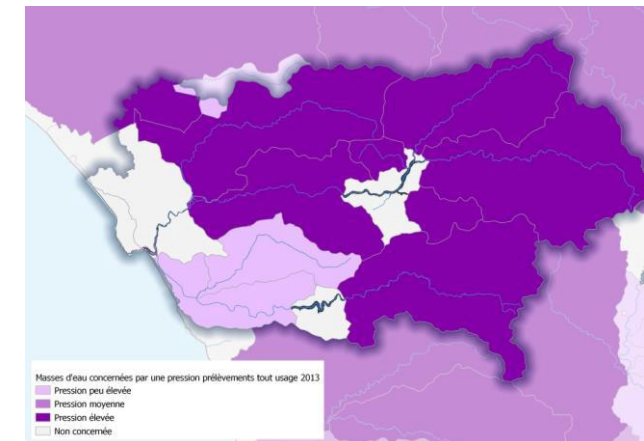 Masses d'eau concernées par une pression prélèvements tout usage 2013
Pression peu élevée
Pression moyenne
Pression élevée
Non concernée